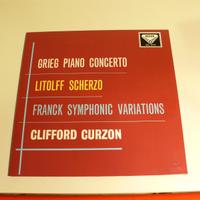 GRIEG PIANO CONCERTO
LITOLFF SCHERZO
FRANCK SYMPHONIC VARIATIONS
CLIFFORD CURZON